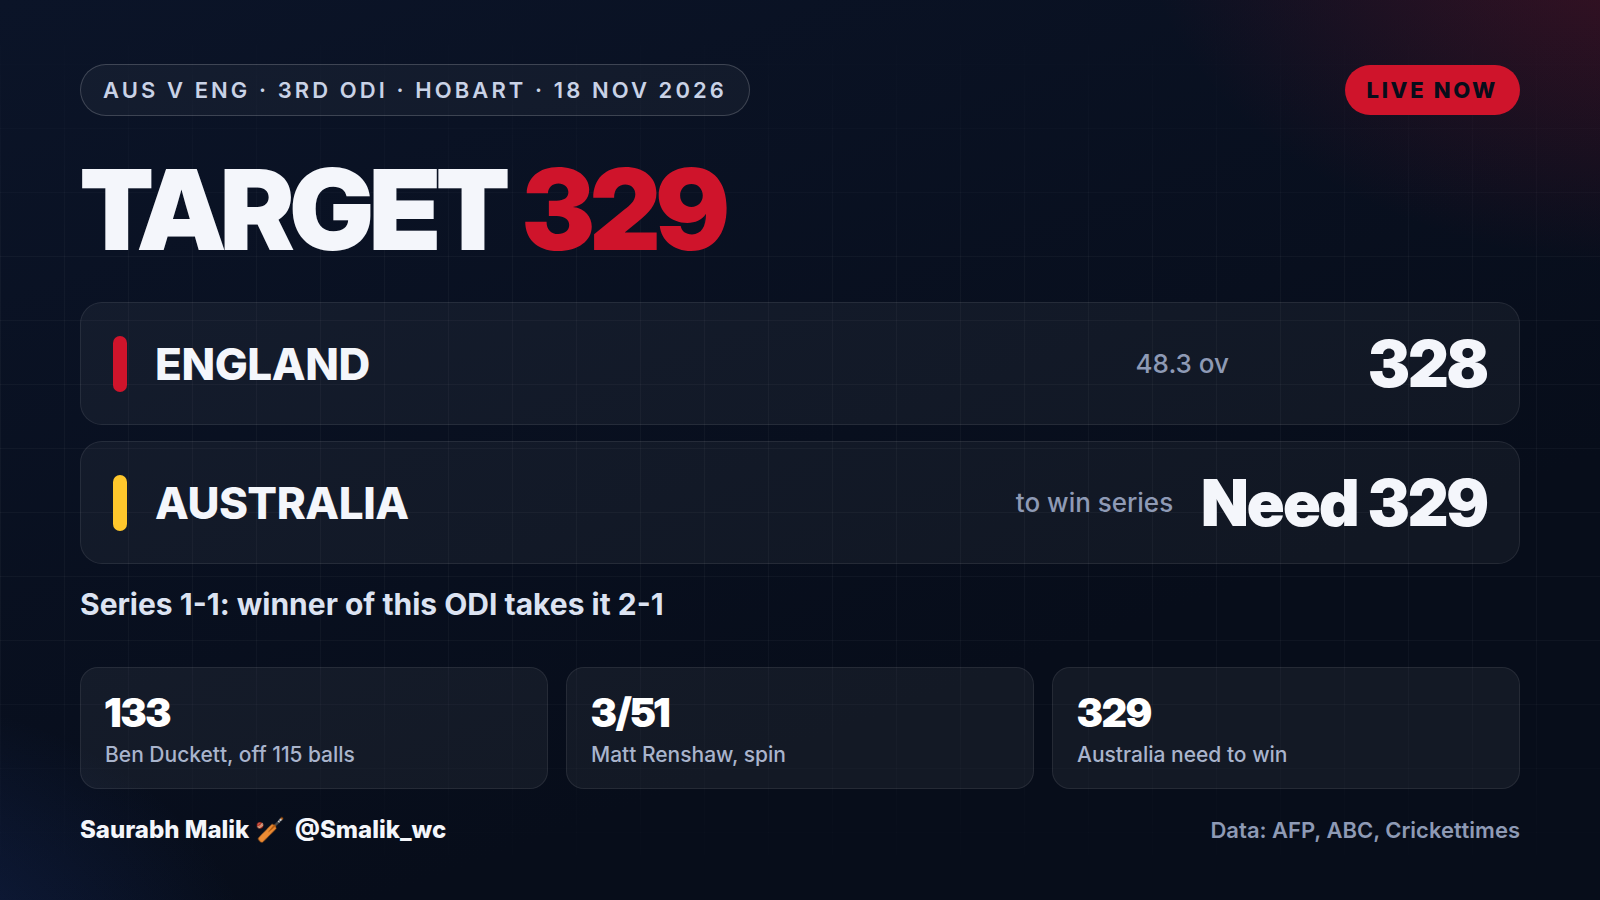 AUS V ENG · 3RD ODI · HOBART · 18 NOV 2026
LIVE NOW
TARGET 329
ENGLAND 48.3 ov 328
AUSTRALIA to win series Need 329
Series 1-1: winner of this ODI takes it 2-1
133
Ben Duckett, off 115 balls
3/51
Matt Renshaw, spin
329
Australia need to win
Saurabh Malik 🏏 @Smalik_wc
Data: AFP, ABC, Crickettimes